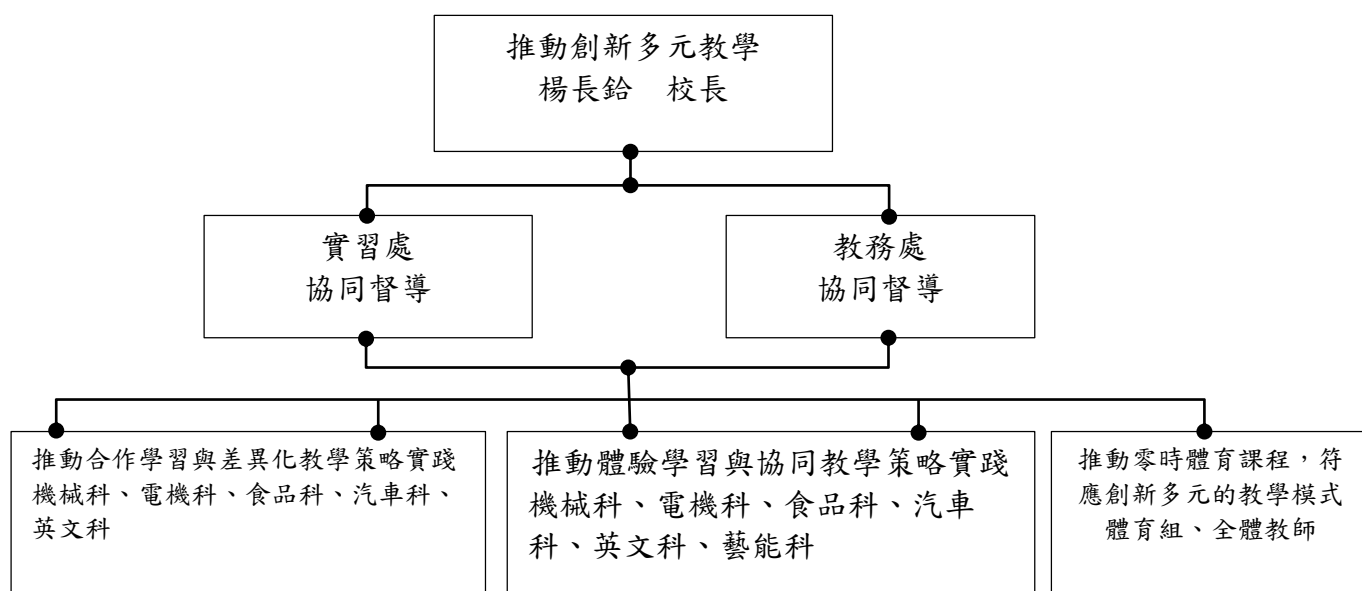 推動創新多元教學
楊長鉿　校長
實習處
協同督導
教務處
協同督導
推動合作學習與差異化教學策略實踐
機械科、電機科、食品科、汽車科、
英文科
推動體驗學習與協同教學策略實踐
機械科、電機科、食品科、汽車
科、英文科、藝能科
推動零時體育課程，符
應創新多元的教學模式
體育組、全體教師